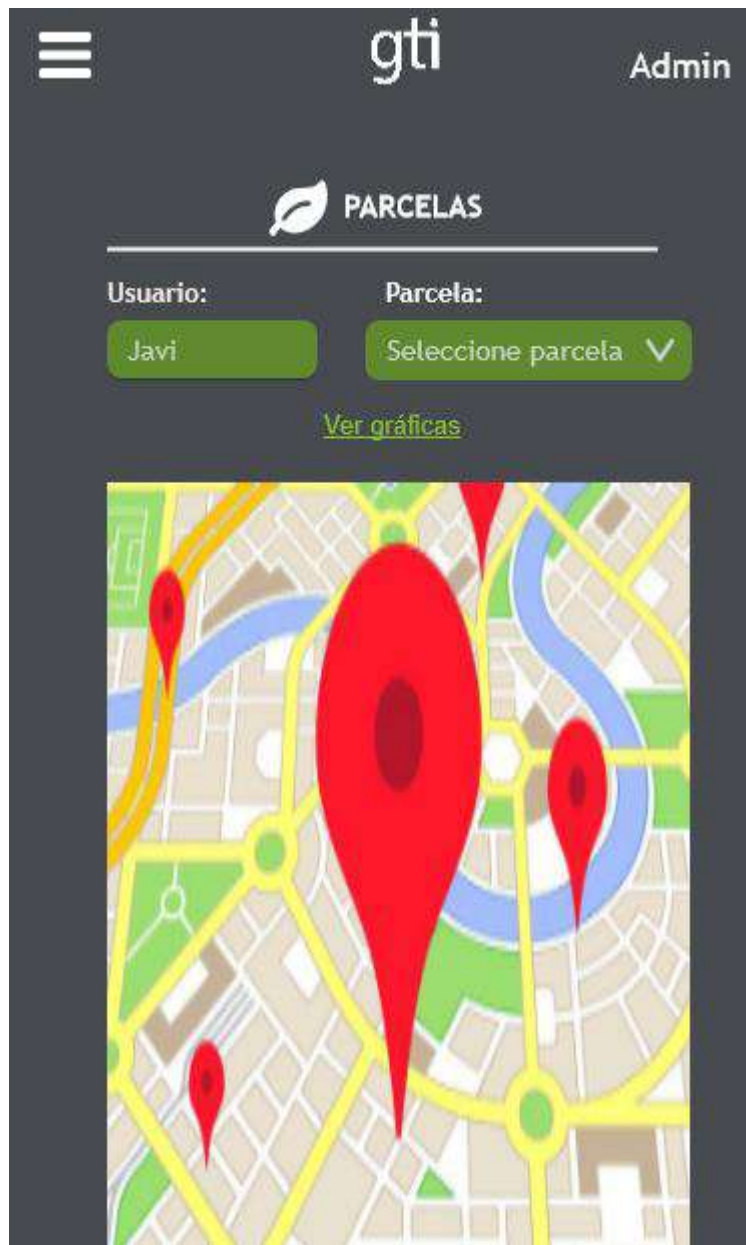 gti
Admin
PARCELAS
Usuario: Parcela:
Javi Seleccione parcela
Ver gráficas